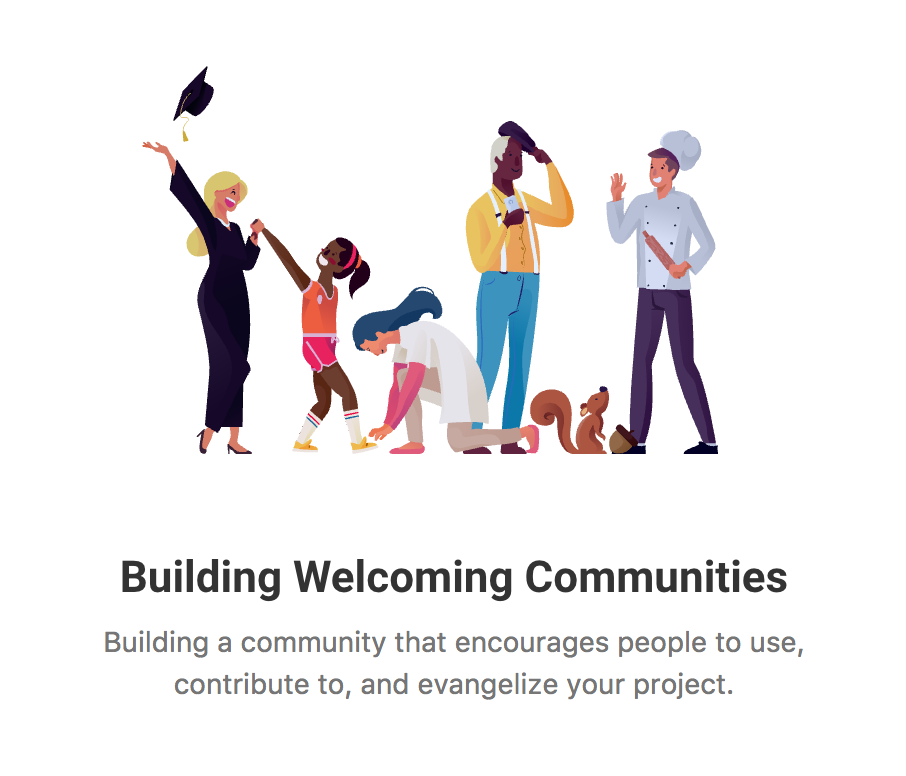 Building Welcoming Communities
Building a community that encourages people to use,
contribute to, and evangelize your project.